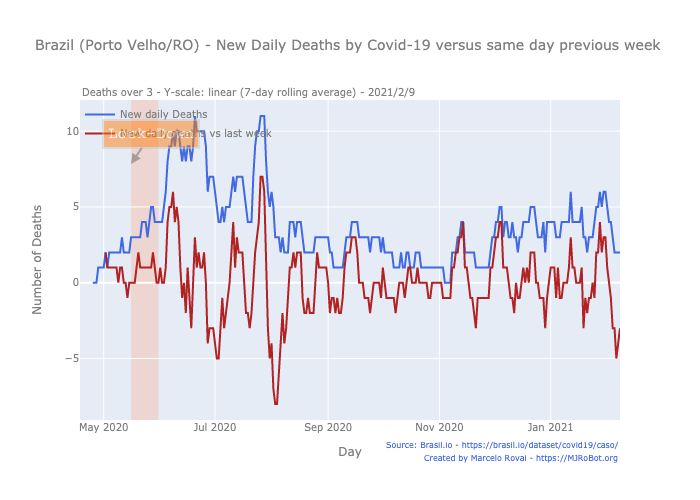 Brazil (Porto Velho/RO) - New Daily Deaths by Covid-19 versus same day previous week
Deaths over 3 - Y-scale: linear (7-day rolling average) - 2021/2/9
New daily Deaths
vs last week
10
5
0
−5
Number of Deaths
May 2020
Jul 2020
Sep 2020
Nov 2020
Jan 2021
Day
Source: Brasil.io - https://brasil.io/dataset/covid19/caso/
Created by Marcelo Rovai - https://MJRoBot.org